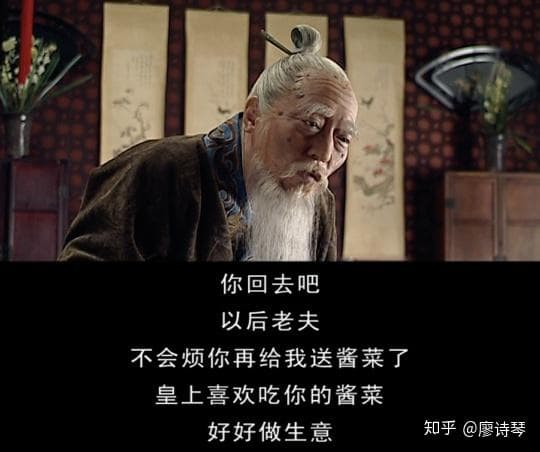 你回去吧
以后老夫
不会烦你再给我送酱菜了
皇上喜欢吃你的酱菜
好好做生意
知乎 @廖诗琴